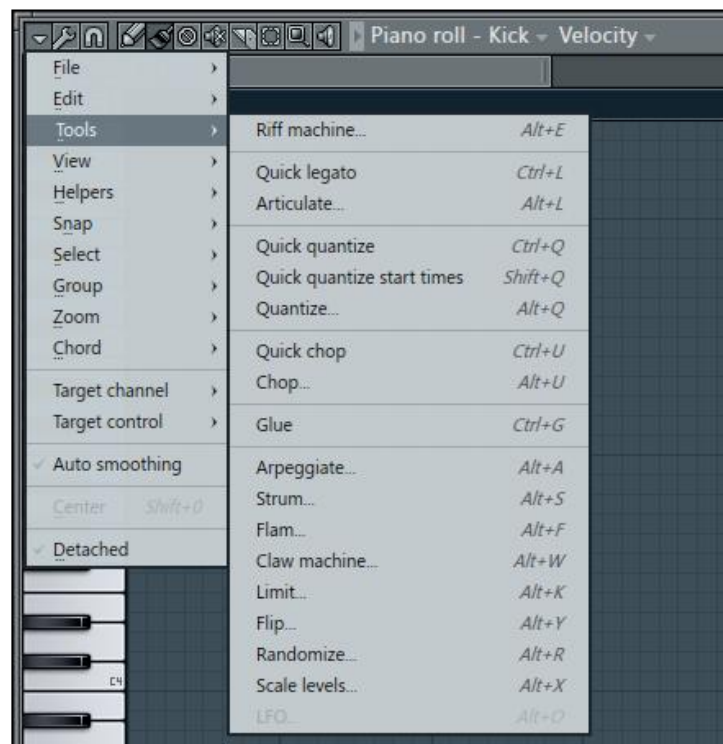 Piano roll - Kick Velocity
File
Edit
Tools
View
Helpers
Snap
Select
Group
Zoom
Chord
Target channel
Target control
Auto smoothing
Center Shift+0
Detached
Riff machine... Alt+E
Quick legato Ctrl+L
Articulate... Alt+L
Quick quantize Ctrl+Q
Quick quantize start times Shift+Q
Quantize... Alt+Q
Quick chop Ctrl+U
Chop... Alt+U
Glue Ctrl+G
Arpeggiate... Alt+A
Strum... Alt+S
Flam... Alt+F
Claw machine... Alt+W
Limit... Alt+K
Flip... Alt+Y
Randomize... Alt+R
Scale levels... Alt+X
LFO... Alt+O
C4